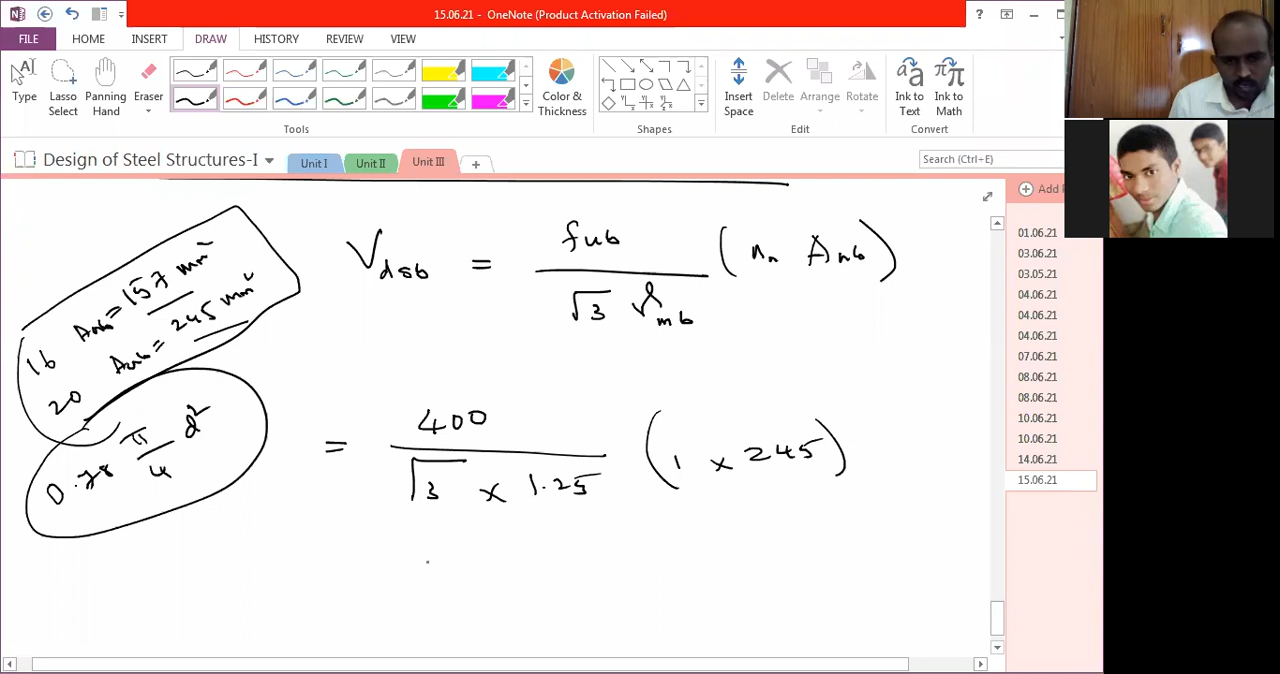 15.06.21 - OneNote (Product Activation Failed)
FILE HOME INSERT DRAW HISTORY REVIEW VIEW
Type Lasso Select Panning Hand Eraser
Color & Thickness
Insert Space Delete Arrange Rotate
Ink to Text Ink to Math
Tools Shapes Edit Convert
Design of Steel Structures-I Unit I Unit II Unit III
Search (Ctrl+E)
Add
01.06.21
03.06.21
03.05.21
04.06.21
04.06.21
04.06.21
07.06.21
08.06.21
08.06.21
10.06.21
10.06.21
14.06.21
15.06.21
16 Anb = 157 mm²
20 Anb = 245 mm²
0.78 π/4 d²
Vdsb = fub / √3 γmb (nn Anb)
= 400 / √3 x 1.25 (1 x 245)